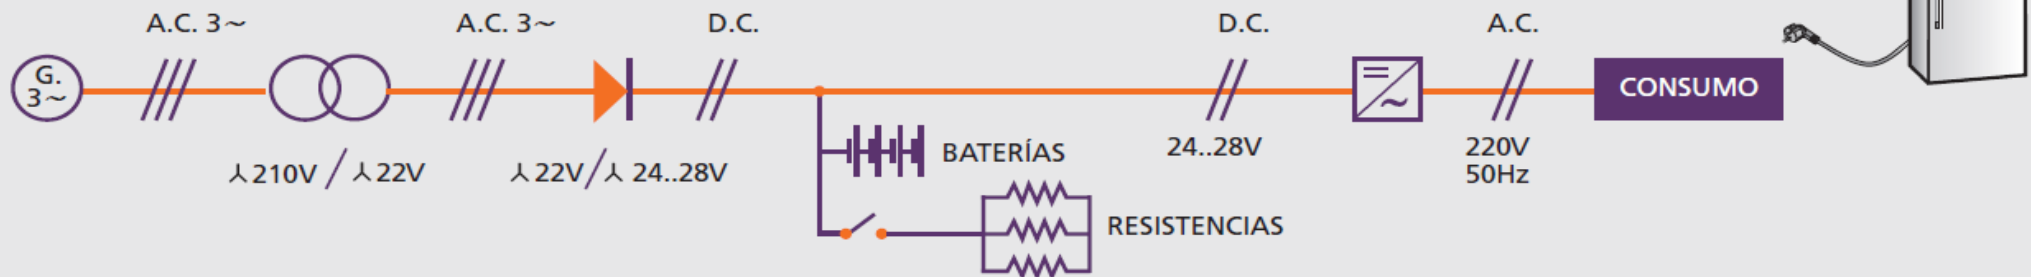 A.C. 3~
A.C. 3~
D.C.
D.C.
A.C.
G.
3~
CONSUMO
⅄ 210V / ⅄ 22V
⅄ 22V / ⅄ 24..28V
BATERÍAS
24..28V
220V
50Hz
RESISTENCIAS